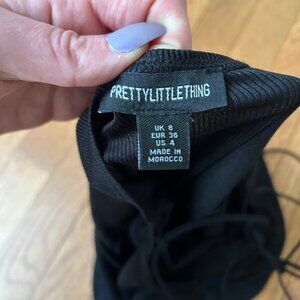 PRETTYLITTLETHING
UK 8
EUR 36
US 4
MADE IN
MOROCCO